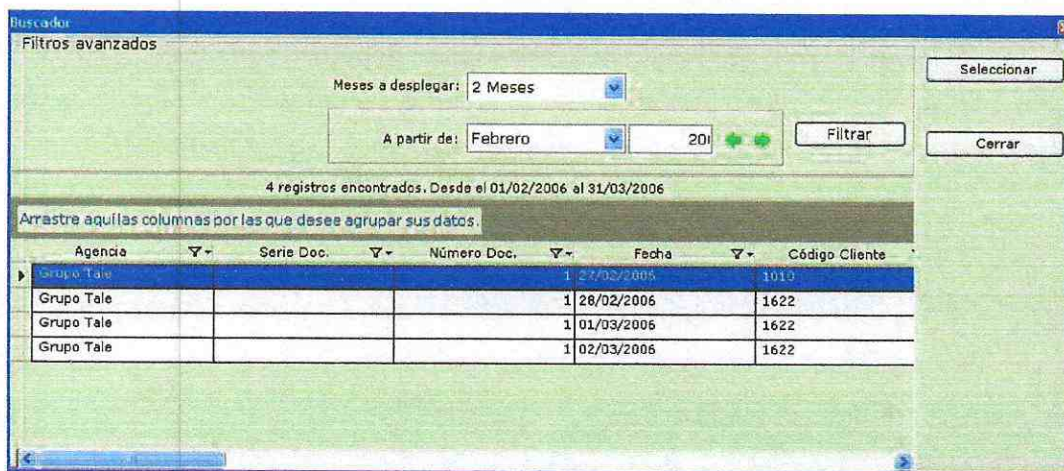 Buscador
Filtros avanzados
Seleccionar
Meses a desplegar: 2 Meses
A partir de: Febrero 20 Filtrar
Cerrar
4 registros encontrados. Desde el 01/02/2006 al 31/03/2006
Arrastre aquí las columnas por las que desee agrupar sus datos.
Agencia Serie Doc. Número Doc. Fecha Código Cliente
Grupo Tale 1 27/02/2006 1010
Grupo Tale 1 28/02/2006 1622
Grupo Tale 1 01/03/2006 1622
Grupo Tale 1 02/03/2006 1622